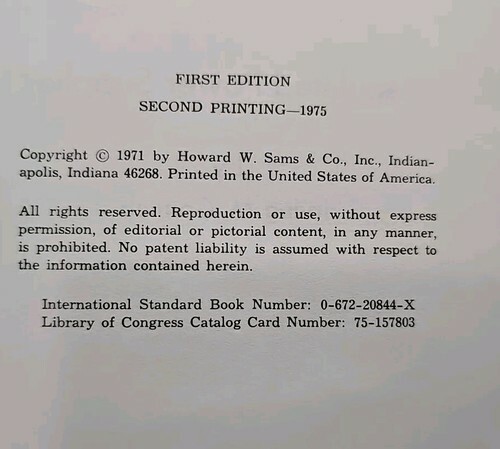 FIRST EDITION
SECOND PRINTING—1975
Copyright © 1971 by Howard W. Sams & Co., Inc., Indian-
apolis, Indiana 46268. Printed in the United States of America.
All rights reserved. Reproduction or use, without express
permission, of editorial or pictorial content, in any manner,
is prohibited. No patent liability is assumed with respect to
the information contained herein.
International Standard Book Number: 0-672-20844-X
Library of Congress Catalog Card Number: 75-157803